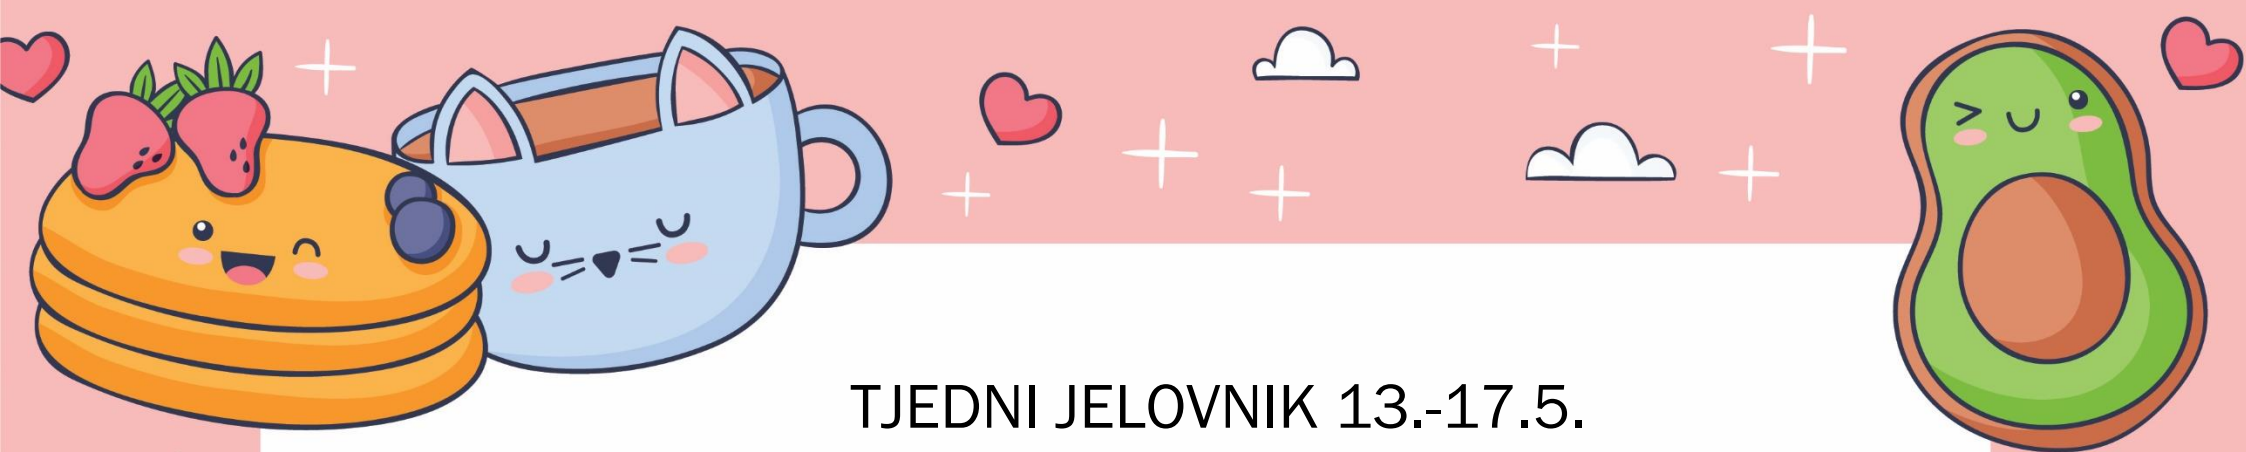 TJEDNI JELOVNIK 13.-17.5.